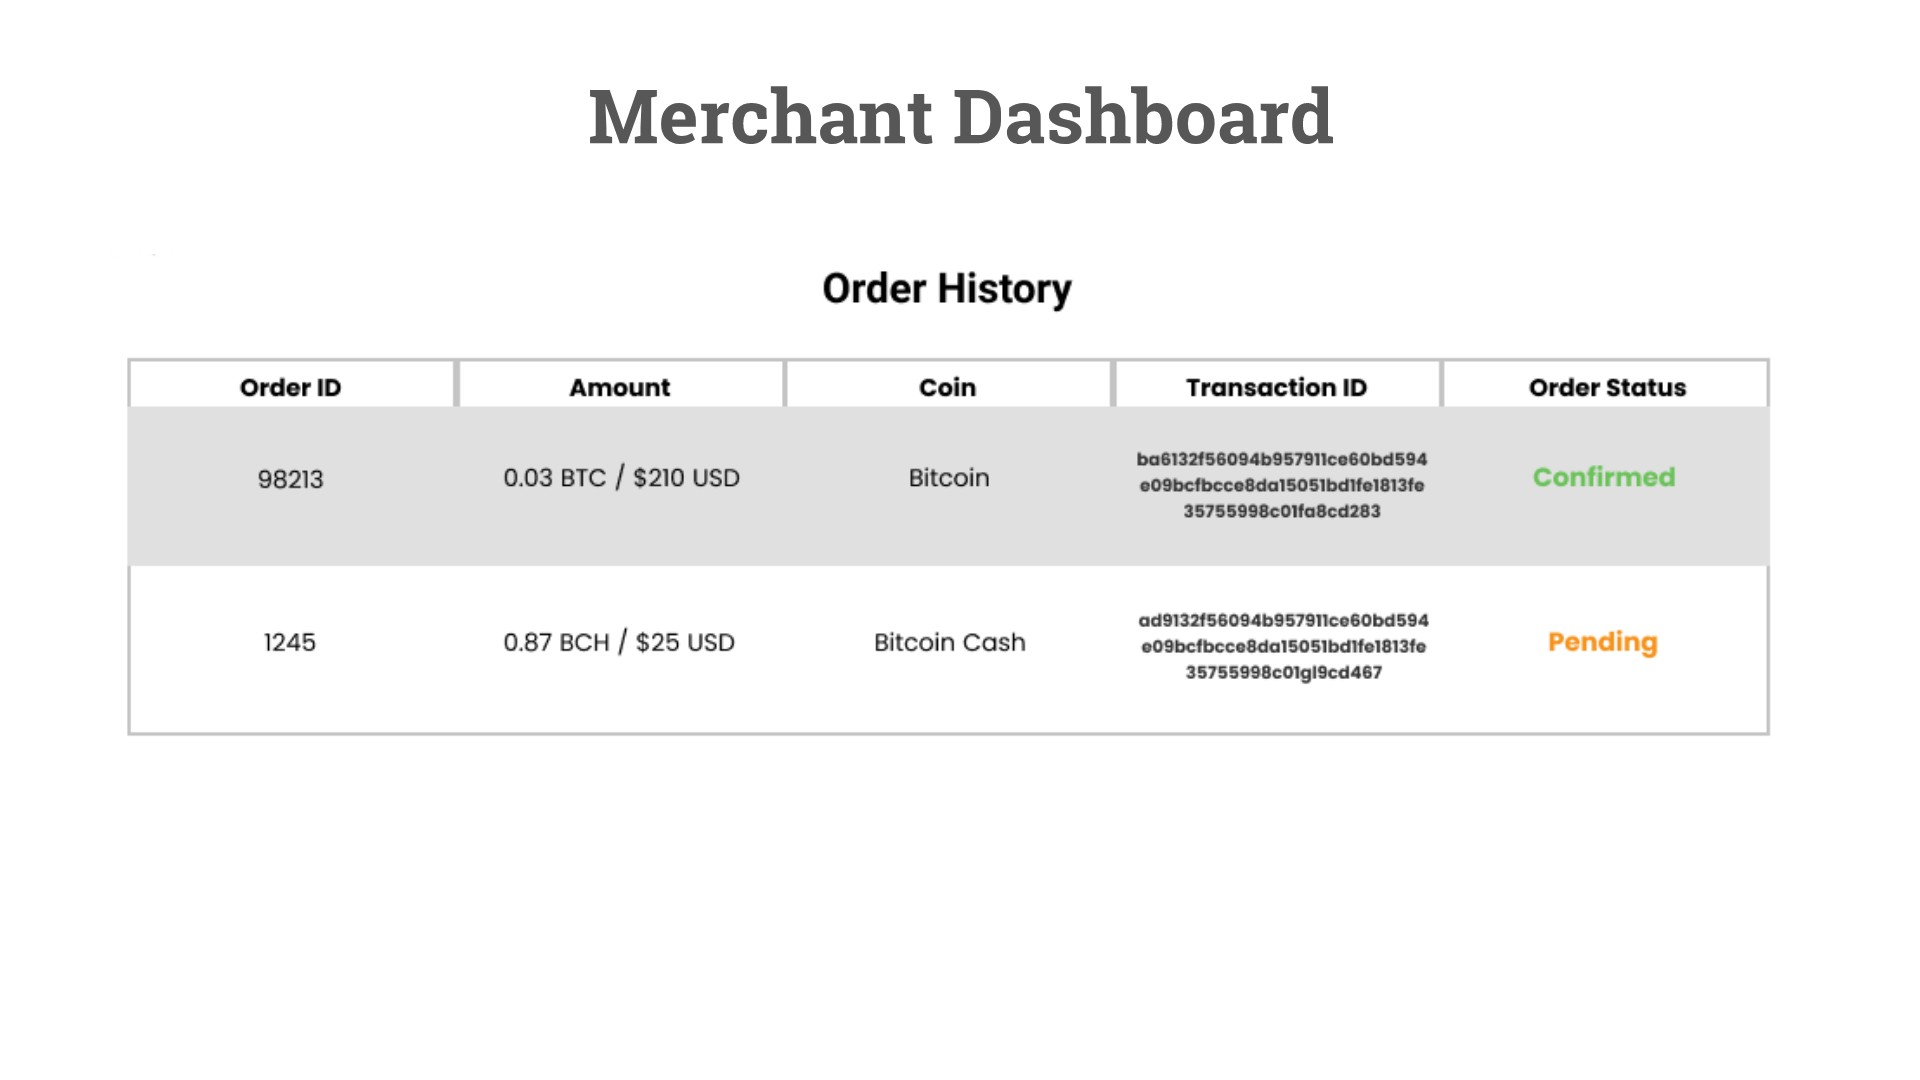 Merchant Dashboard
Order History
Order ID Amount Coin Transaction ID Order Status
98213 0.03 BTC / $210 USD Bitcoin ba6132f56094b957911ce60bd594 Confirmed
e09bcfbcce8da15051bd1fe1813fe
35755998c01fa8cd283
1245 0.87 BCH / $25 USD Bitcoin Cash ad9132f56094b957911ce60bd594 Pending
e09bcfbcce8da15051bd1fe1813fe
35755998c01gl9cd467